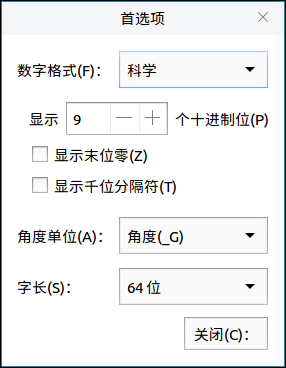 首选项
数字格式(F): 科学
显示 9 个十进制位(P)
显示末位零(Z)
显示千位分隔符(T)
角度单位(A): 角度(_G)
字长(S): 64 位
关闭(C):